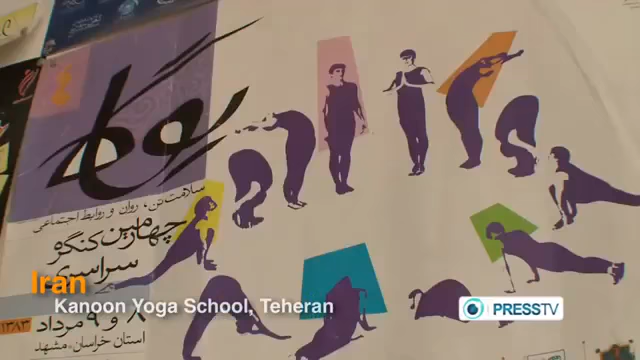 یوگا
سلامت تن، روان و روابط اجتماعی
چهارمین کنگره
سراسری
۸ و ۹ مرداد ۱۳۸۳
استان خراسان - مشهد
Iran
Kanoon Yoga School, Teheran
PRESSTV